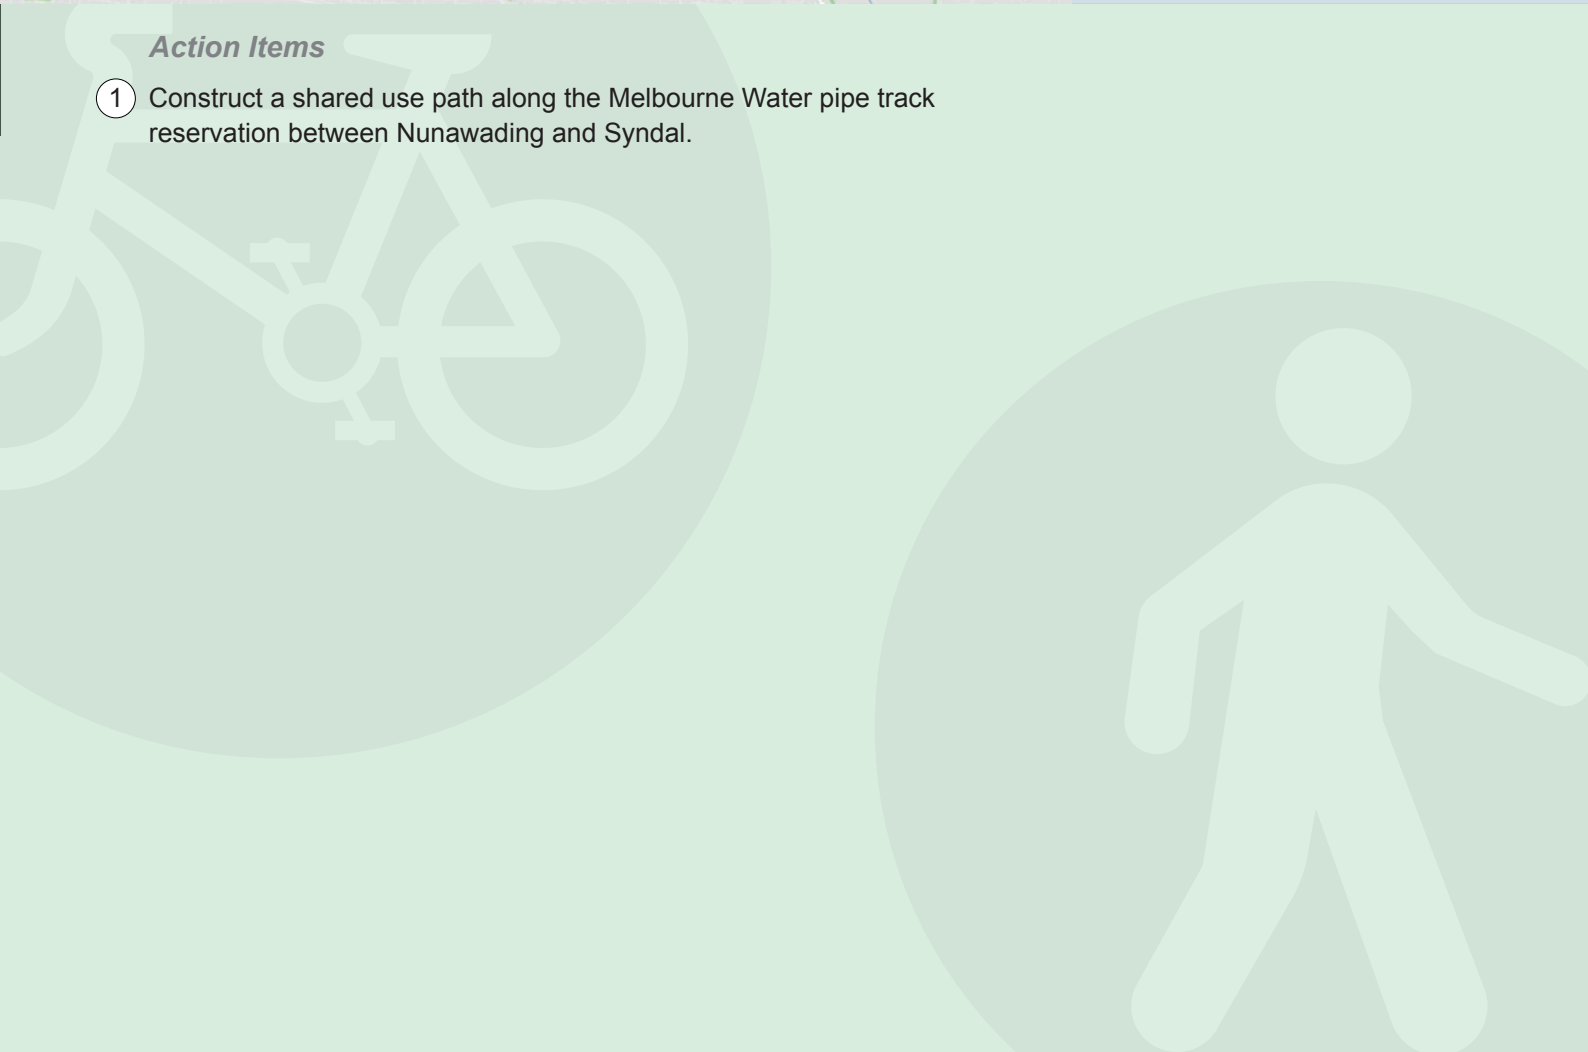 Action Items
1 Construct a shared use path along the Melbourne Water pipe track
reservation between Nunawading and Syndal.